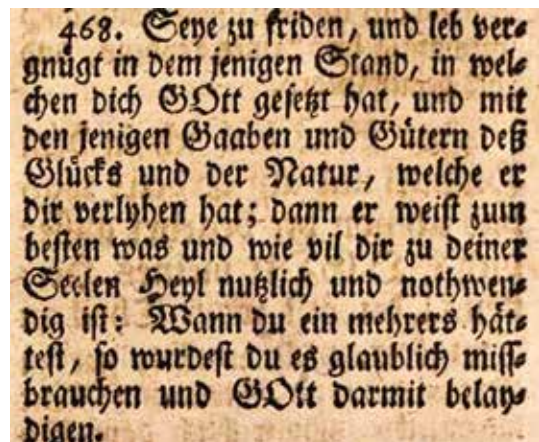 468. Seye zu friden, und leb ver⸗
gnügt in dem jenigen Stand, in wel⸗
chen dich GOtt gesetzt hat, und mit
den jenigen Gaaben und Gütern deß
Glücks und der Natur, welche er
dir verlyhen hat; dann er weist zum
besten was und wie vil dir zu deiner
Seelen Heyl nutzlich und nothwen⸗
dig ist: Wann du ein mehrers hät⸗
test, so wurdest du es glaublich miss⸗
brauchen und GOtt darmit belay⸗
digen.